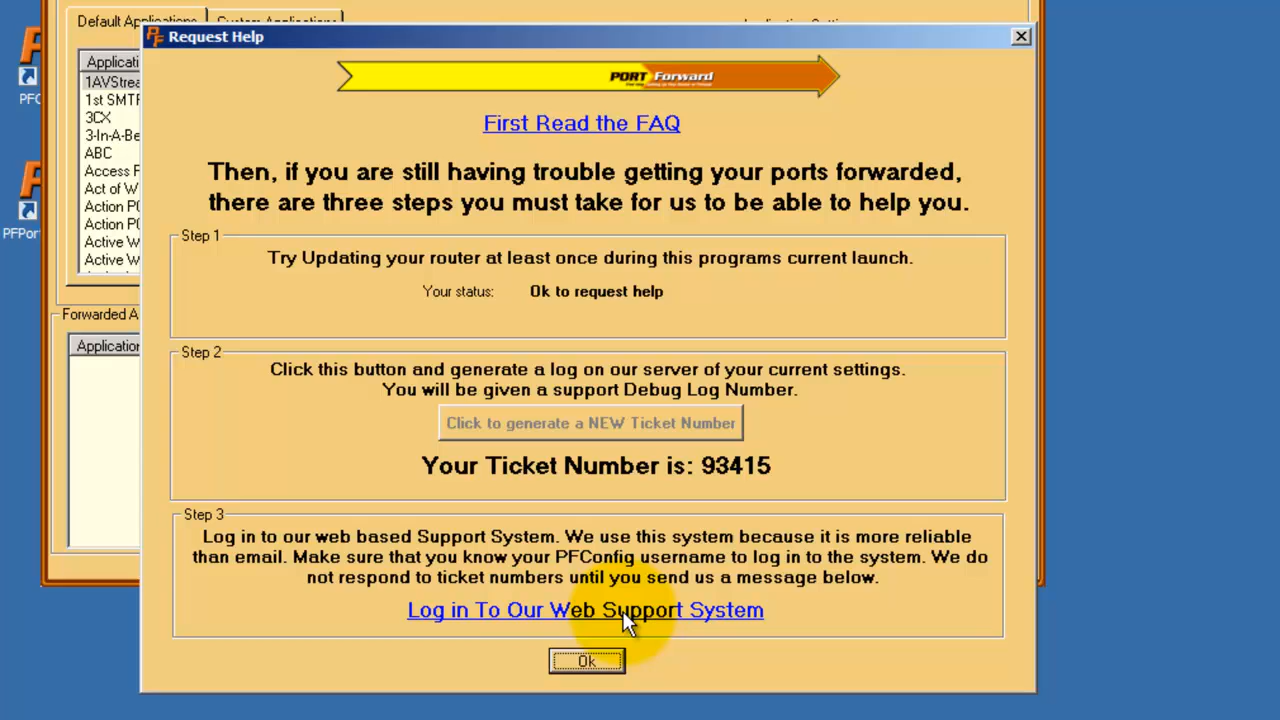 Default Applications
System Applications
Application Settings
Request Help
PORT Forward
First Read the FAQ
Then, if you are still having trouble getting your ports forwarded,
there are three steps you must take for us to be able to help you.
Step 1
Try Updating your router at least once during this programs current launch.
Your status: Ok to request help
Step 2
Click this button and generate a log on our server of your current settings.
You will be given a support Debug Log Number.
Click to generate a NEW Ticket Number
Your Ticket Number is: 93415
Step 3
Log in to our web based Support System. We use this system because it is more reliable
than email. Make sure that you know your PFConfig username to log in to the system. We do
not respond to ticket numbers until you send us a message below.
Log in To Our Web Support System
Ok
Applicati
1AVStrea
1st SMTF
3CX
3-In-A-Be
ABC
Access F
Act of W
Action P
Action P
Active W
Active W
Forwarded A
Application
PFC
PFPor